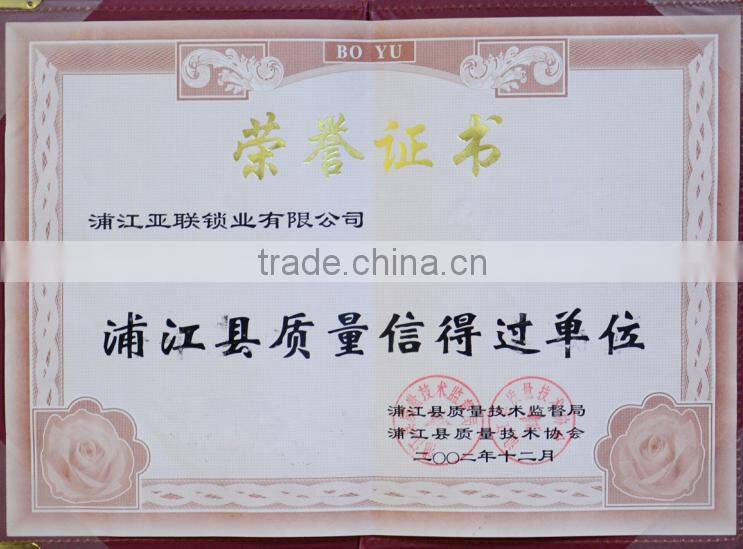 BO YU
荣誉证书
浦江亚联锁业有限公司
trade.china.cn
浦江县质量信得过单位
浦江县质量技术监督局
浦江县质量技术协会
二〇〇二年十二月